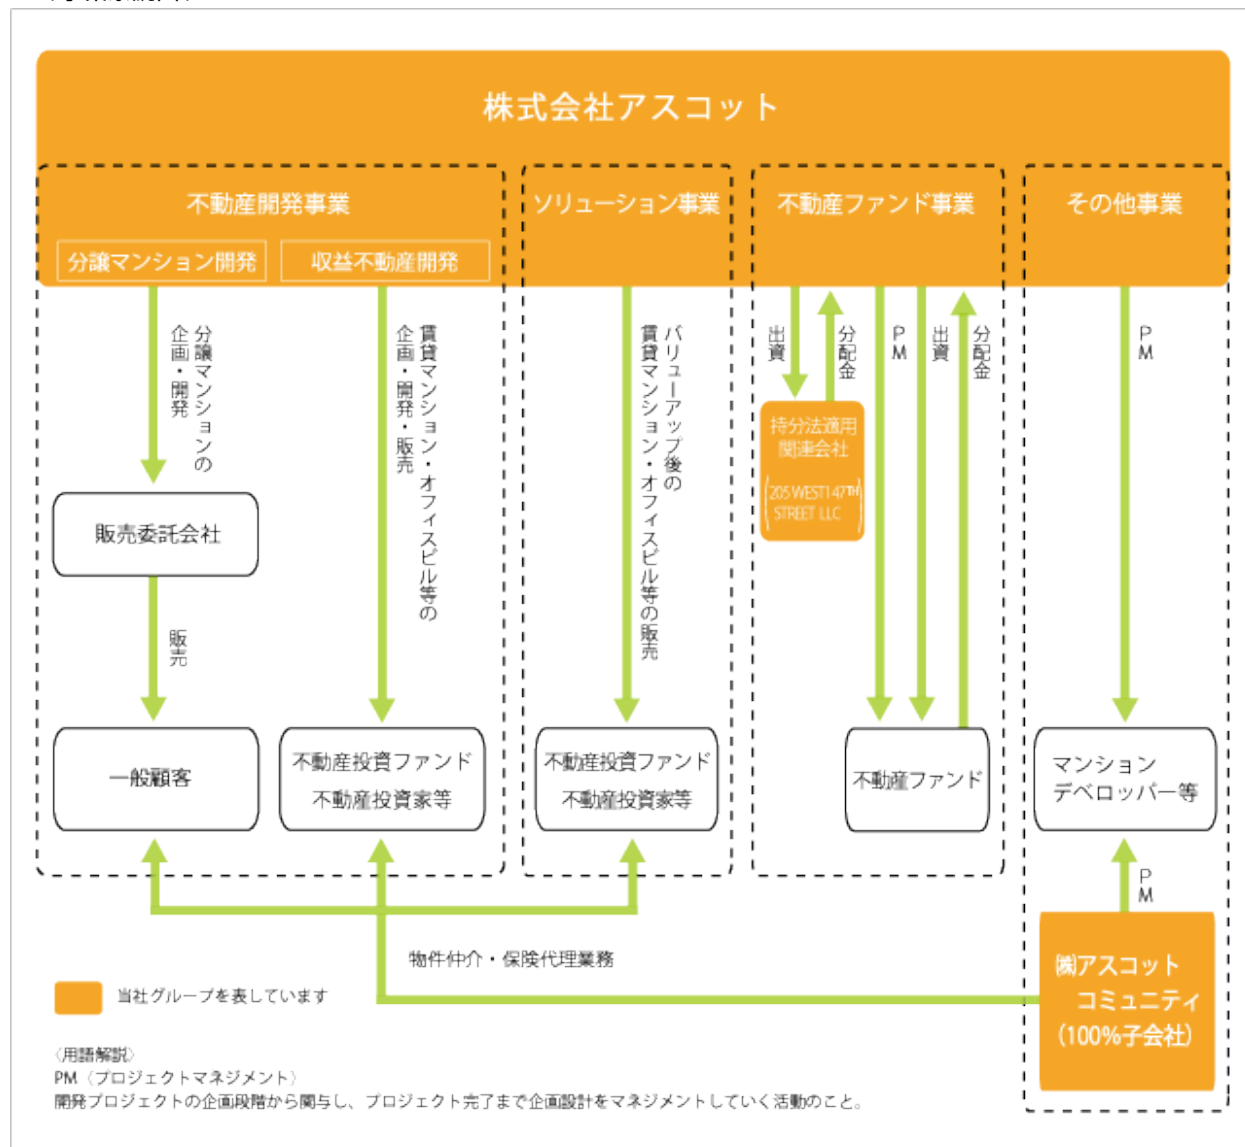 株式会社アスコット
不動産開発事業
分譲マンション開発
収益不動産開発
ソリューション事業
不動産ファンド事業
その他事業
分譲マンションの
企画・開発
販売委託会社
販売
一般顧客
賃貸マンション・オフィスビル等の
企画・開発・販売
不動産投資ファンド
不動産投資家等
バリューアップ後の
賃貸マンション・オフィスビル等の販売
不動産投資ファンド
不動産投資家等
出資
分配金
PM
出資
分配金
持分法適用
関連会社
(205 WEST147TH
STREET LLC)
不動産ファンド
PM
マンション
デベロッパー等
PM
㈱アスコット
コミュニティ
(100%子会社)
物件仲介・保険代理業務
当社グループを表しています
〈用語解説〉
PM〈プロジェクトマネジメント〉
開発プロジェクトの企画段階から関与し、プロジェクト完了まで企画設計をマネジメントしていく活動のこと。